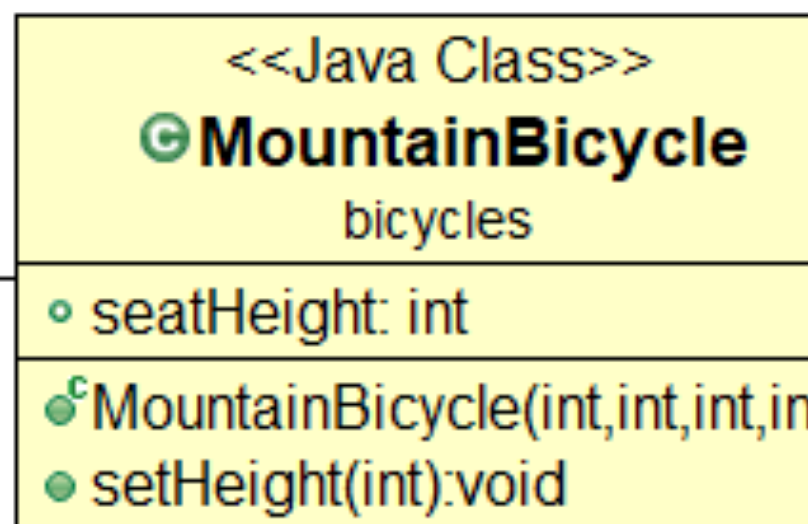 <<Java Class>>
MountainBicycle
bicycles
seatHeight: int
MountainBicycle(int,int,int,in
setHeight(int):void